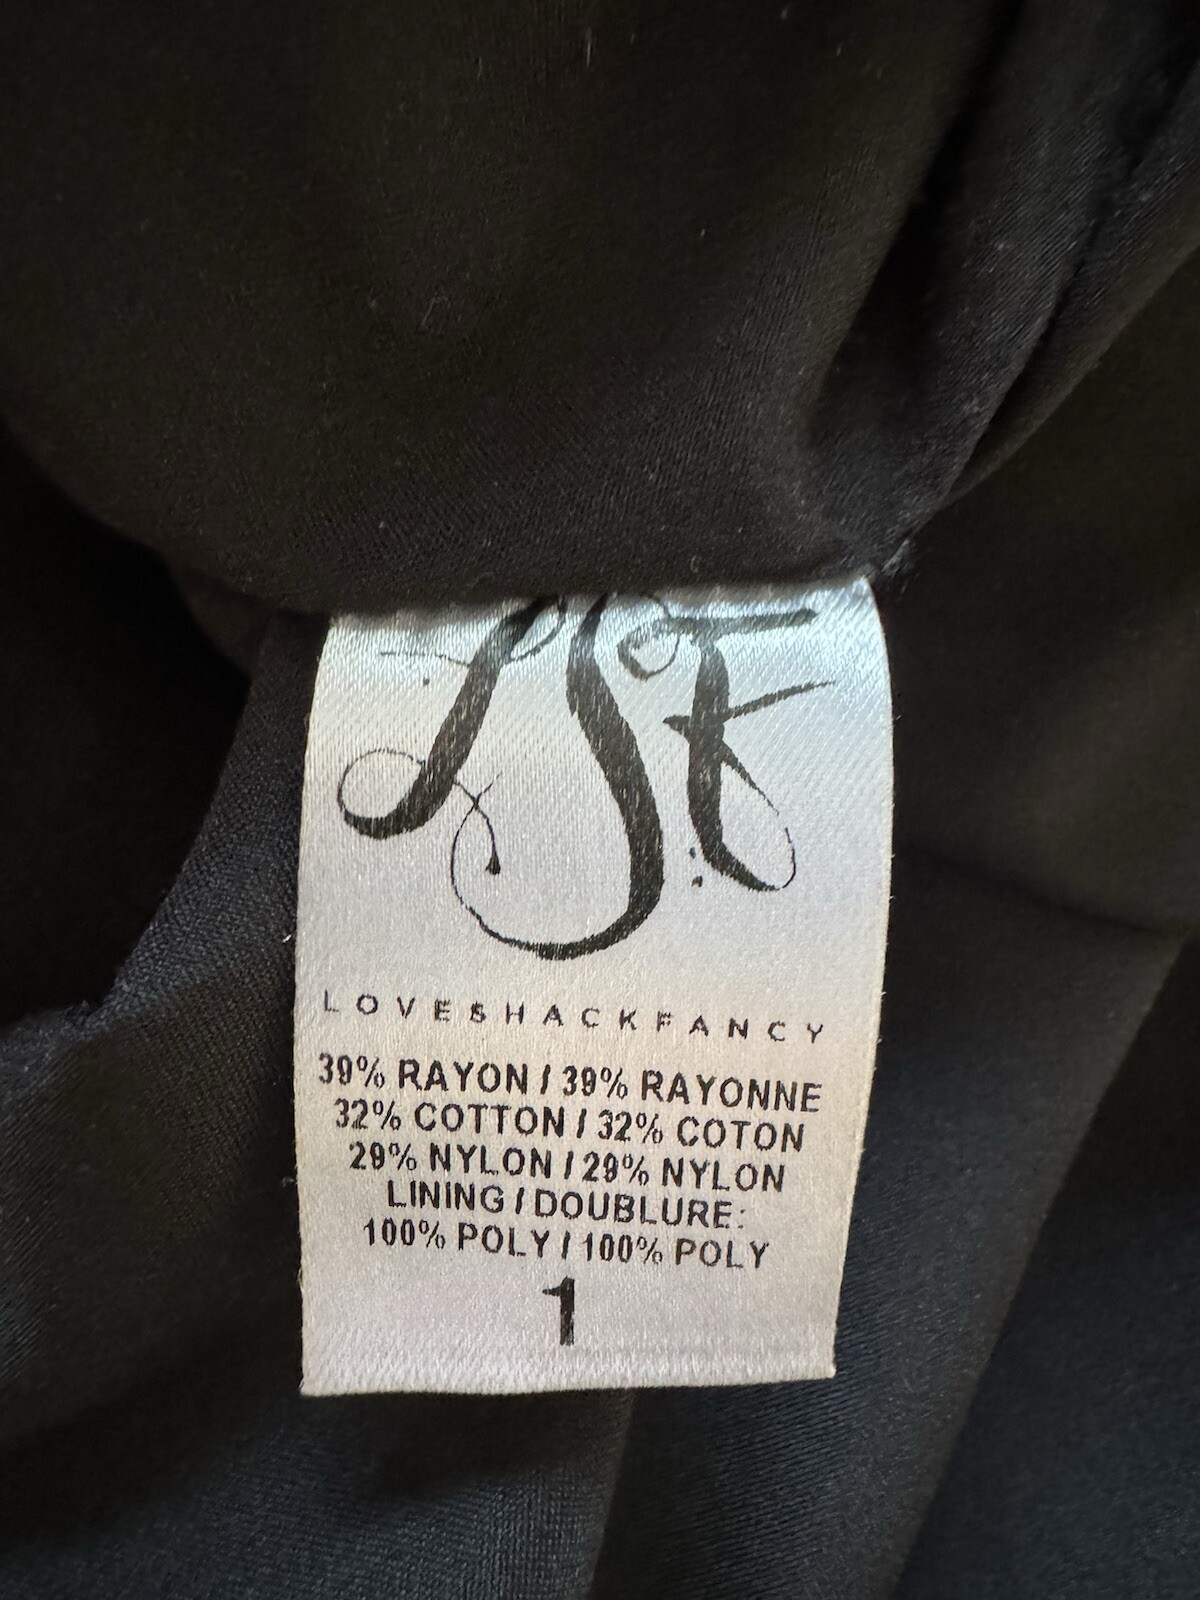 LSF
LOVESHACKFANCY
39% RAYON / 39% RAYONNE
32% COTTON / 32% COTON
29% NYLON / 29% NYLON
LINING / DOUBLURE:
100% POLY / 100% POLY
1